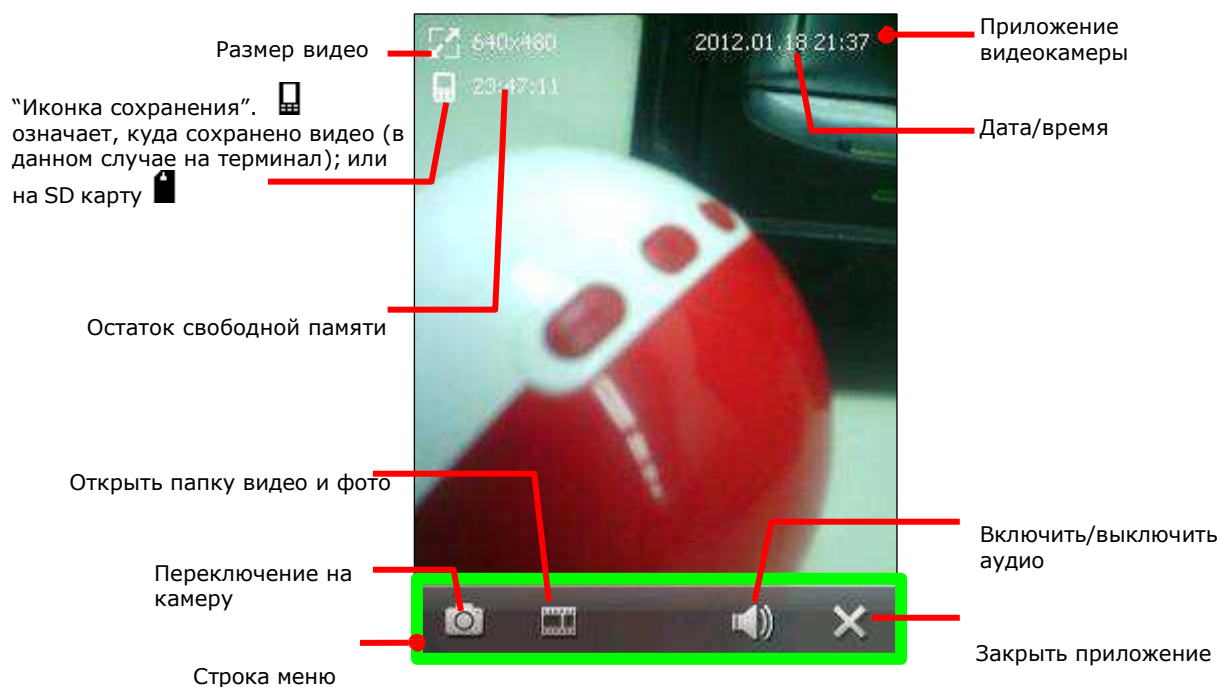 Размер видео
640x480
2012.01.18 21:37
Приложение
видеокамеры
“Иконка сохранения”.
означает, куда сохранено видео (в
данном случае на терминал); или
на SD карту
23:47:11
Дата/время
Остаток свободной памяти
Открыть папку видео и фото
Включить/выключить
аудио
Переключение на
камеру
Закрыть приложение
Строка меню